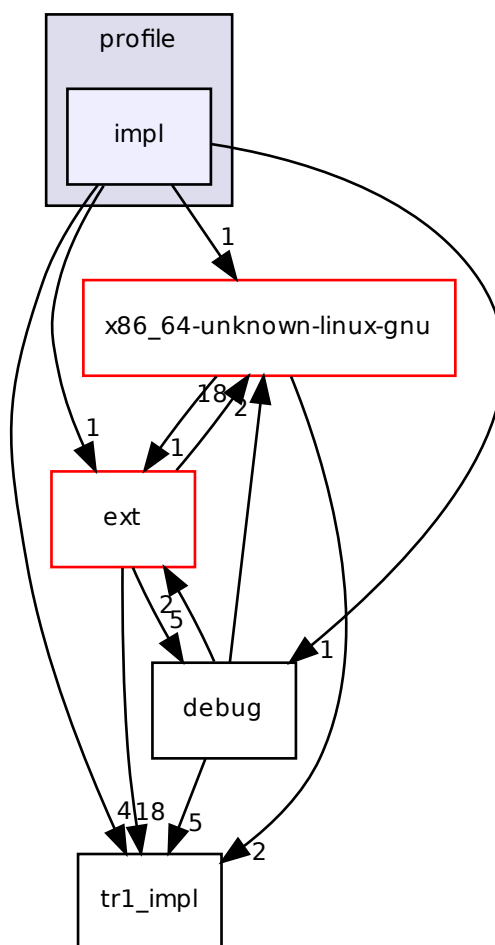 profile
impl
1
x86_64-unknown-linux-gnu
18
2
1
1
ext
2
5
1
debug
4
18
5
2
tr1_impl